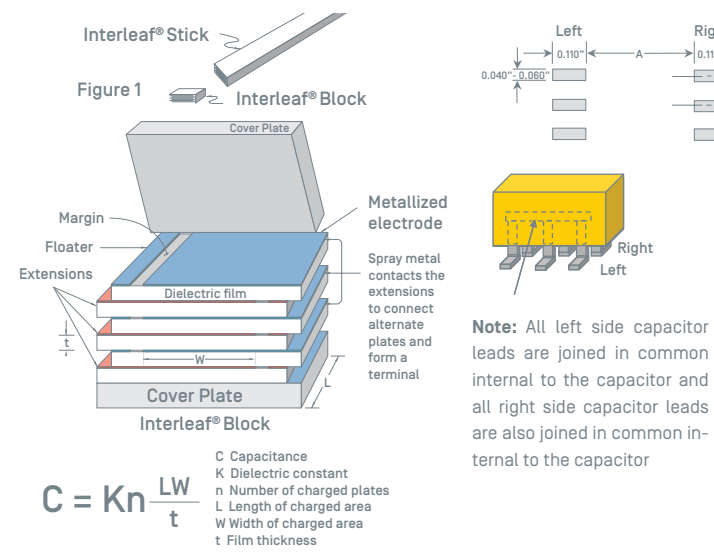 Interleaf® Stick
Figure 1
Interleaf® Block
Cover Plate
Margin
Floater
Extensions
Metallized
electrode
Dielectric film
Spray metal
contacts the
extensions
to connect
alternate
plates and
form a
terminal
t
W
L
Cover Plate
Interleaf® Block
C = Kn LW
t
C Capacitance
K Dielectric constant
n Number of charged plates
L Length of charged area
W Width of charged area
t Film thickness
Left
0.110"
A
0.040"- 0.060"
Right
Left
Note: All left side capacitor
leads are joined in common
internal to the capacitor and
all right side capacitor leads
are also joined in common in-
ternal to the capacitor